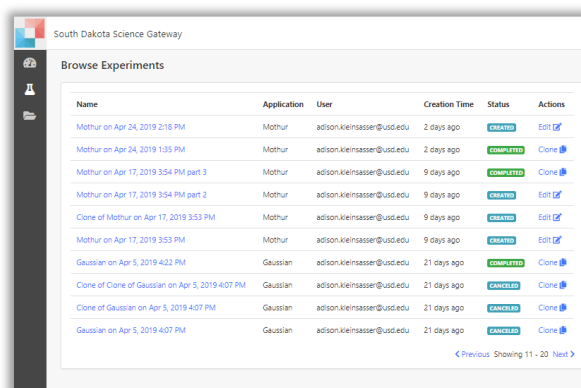 South Dakota Science Gateway
Browse Experiments
Name Application User Creation Time Status Actions
Mothur on Apr 24, 2019 2:18 PM Mothur adison.kleinsasser@usd.edu 2 days ago CREATED Edit
Mothur on Apr 24, 2019 1:35 PM Mothur adison.kleinsasser@usd.edu 2 days ago COMPLETED Clone
Mothur on Apr 17, 2019 3:54 PM part 3 Mothur adison.kleinsasser@usd.edu 9 days ago COMPLETED Clone
Mothur on Apr 17, 2019 3:54 PM part 2 Mothur adison.kleinsasser@usd.edu 9 days ago CREATED Edit
Clone of Mothur on Apr 17, 2019 3:53 PM Mothur adison.kleinsasser@usd.edu 9 days ago CREATED Edit
Mothur on Apr 17, 2019 3:53 PM Mothur adison.kleinsasser@usd.edu 9 days ago CREATED Edit
Gaussian on Apr 5, 2019 4:22 PM Gaussian adison.kleinsasser@usd.edu 21 days ago COMPLETED Clone
Clone of Clone of Gaussian on Apr 5, 2019 4:07 PM Gaussian adison.kleinsasser@usd.edu 21 days ago CANCELED Clone
Clone of Gaussian on Apr 5, 2019 4:07 PM Gaussian adison.kleinsasser@usd.edu 21 days ago CANCELED Clone
Gaussian on Apr 5, 2019 4:07 PM Gaussian adison.kleinsasser@usd.edu 21 days ago CANCELED Clone
Previous Showing 11 - 20 Next